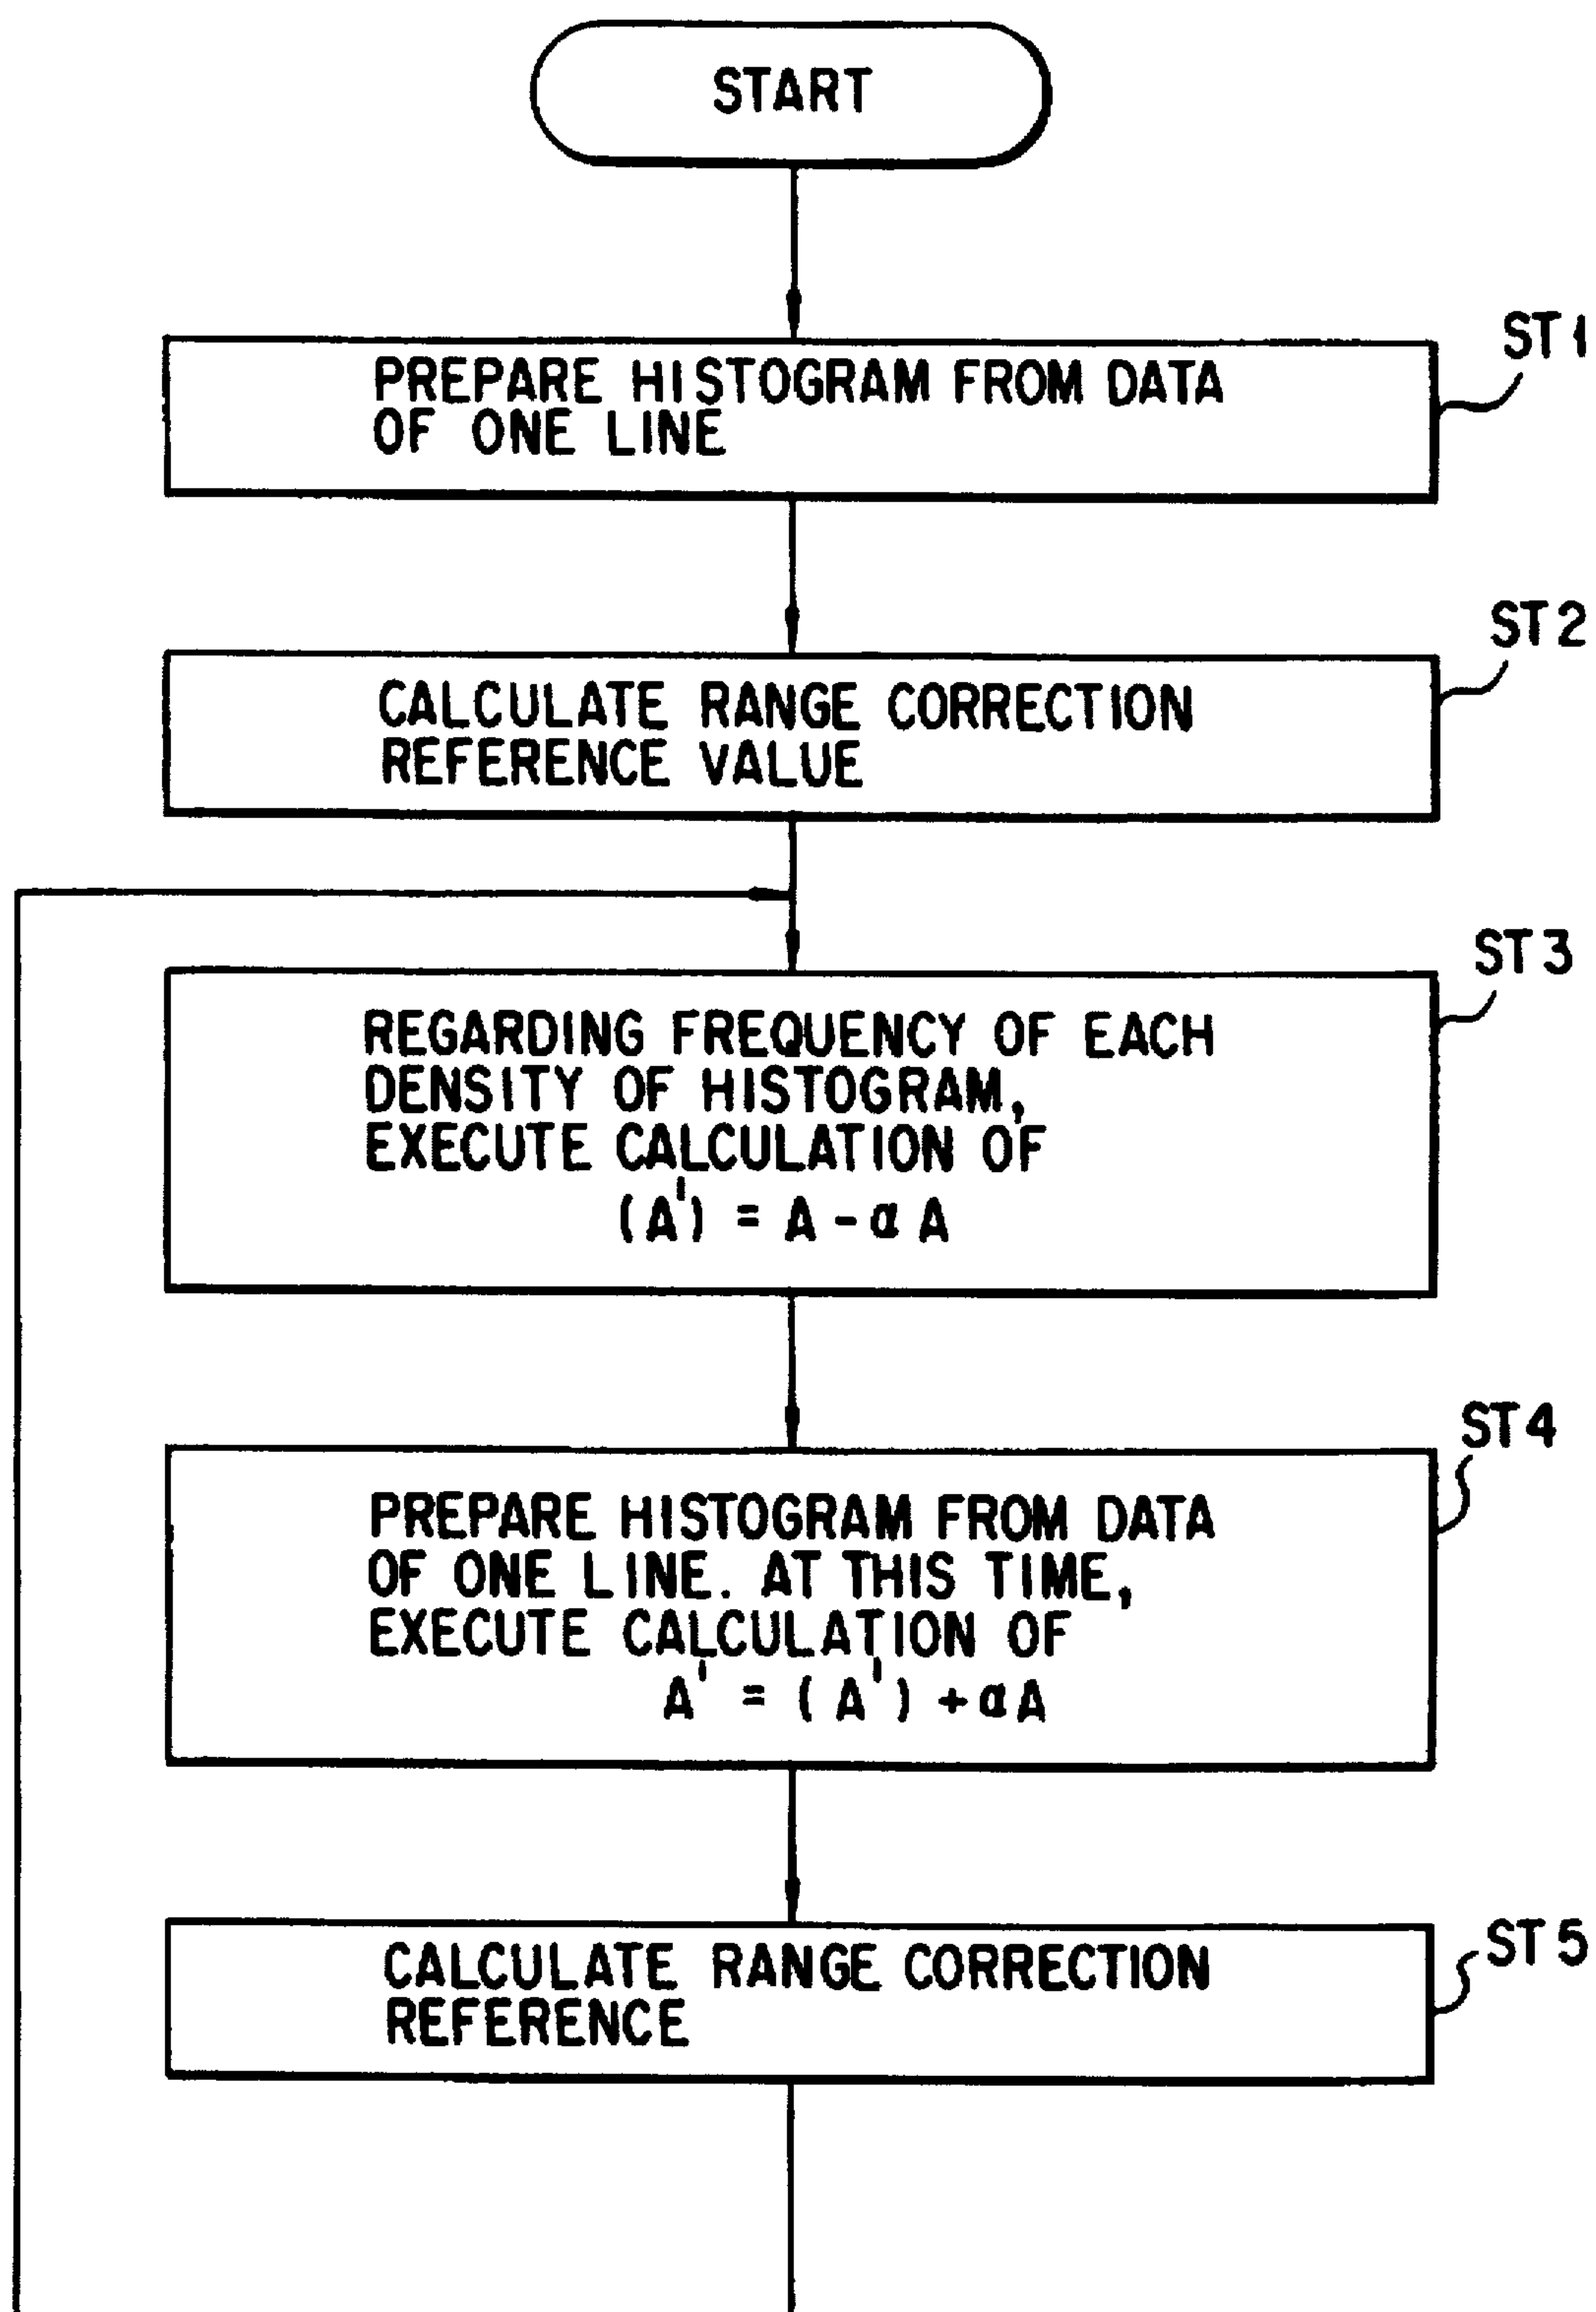 START
ST1
PREPARE HISTOGRAM FROM DATA
OF ONE LINE
ST2
CALCULATE RANGE CORRECTION
REFERENCE VALUE
ST3
REGARDING FREQUENCY OF EACH
DENSITY OF HISTOGRAM,
EXECUTE CALCULATION OF
(A') = A - α A
ST4
PREPARE HISTOGRAM FROM DATA
OF ONE LINE. AT THIS TIME,
EXECUTE CALCULATION OF
A' = (A') + α A
ST5
CALCULATE RANGE CORRECTION
REFERENCE